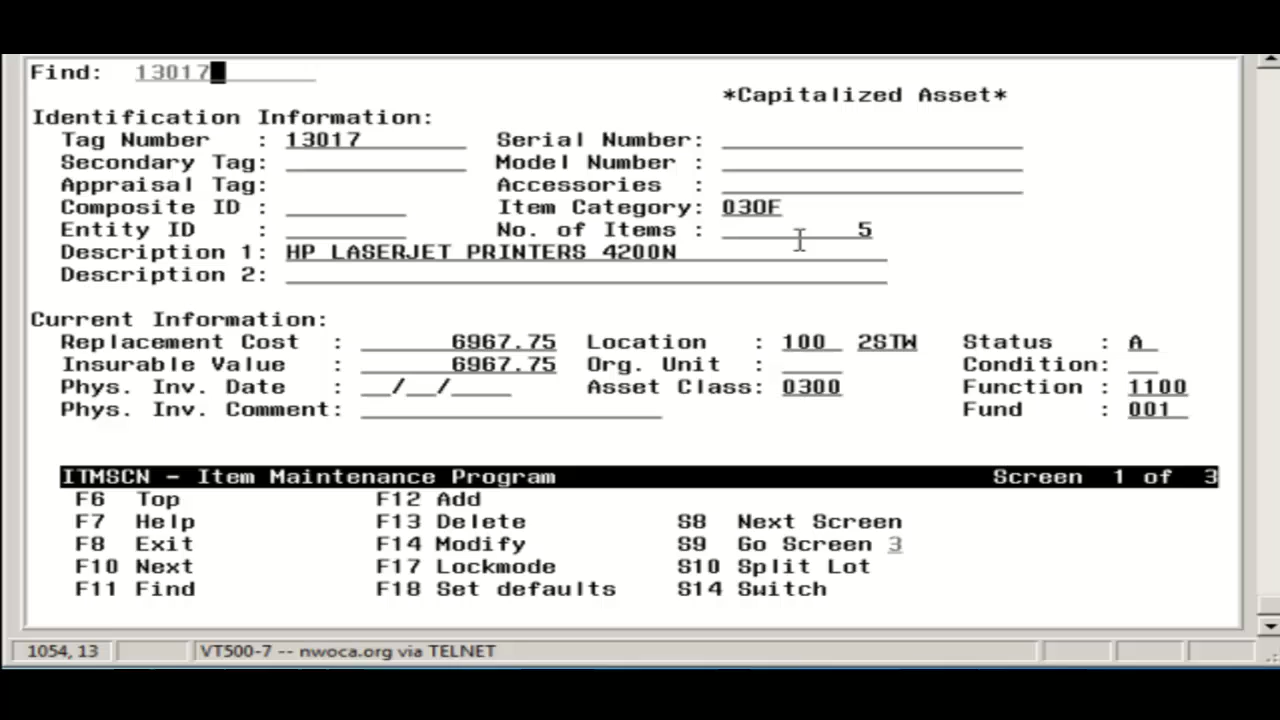 Find: 13017
*Capitalized Asset*
Identification Information:
Tag Number : 13017 Serial Number:
Secondary Tag: Model Number :
Appraisal Tag: Accessories :
Composite ID : Item Category: 030F
Entity ID : No. of Items : 5
Description 1: HP LASERJET PRINTERS 4200N
Description 2:
Current Information:
Replacement Cost : 6967.75 Location : 100 2STW Status : A
Insurable Value : 6967.75 Org. Unit : Condition:
Phys. Inv. Date : __/__/____ Asset Class: 0300 Function : 1100
Phys. Inv. Comment: Fund : 001
ITMSCN - Item Maintenance Program Screen 1 of 3
F6 Top F12 Add
F7 Help F13 Delete S8 Next Screen
F8 Exit F14 Modify S9 Go Screen 3
F10 Next F17 Lockmode S10 Split Lot
F11 Find F18 Set defaults S14 Switch
1054, 13 VT500-7 -- nwoca.org via TELNET